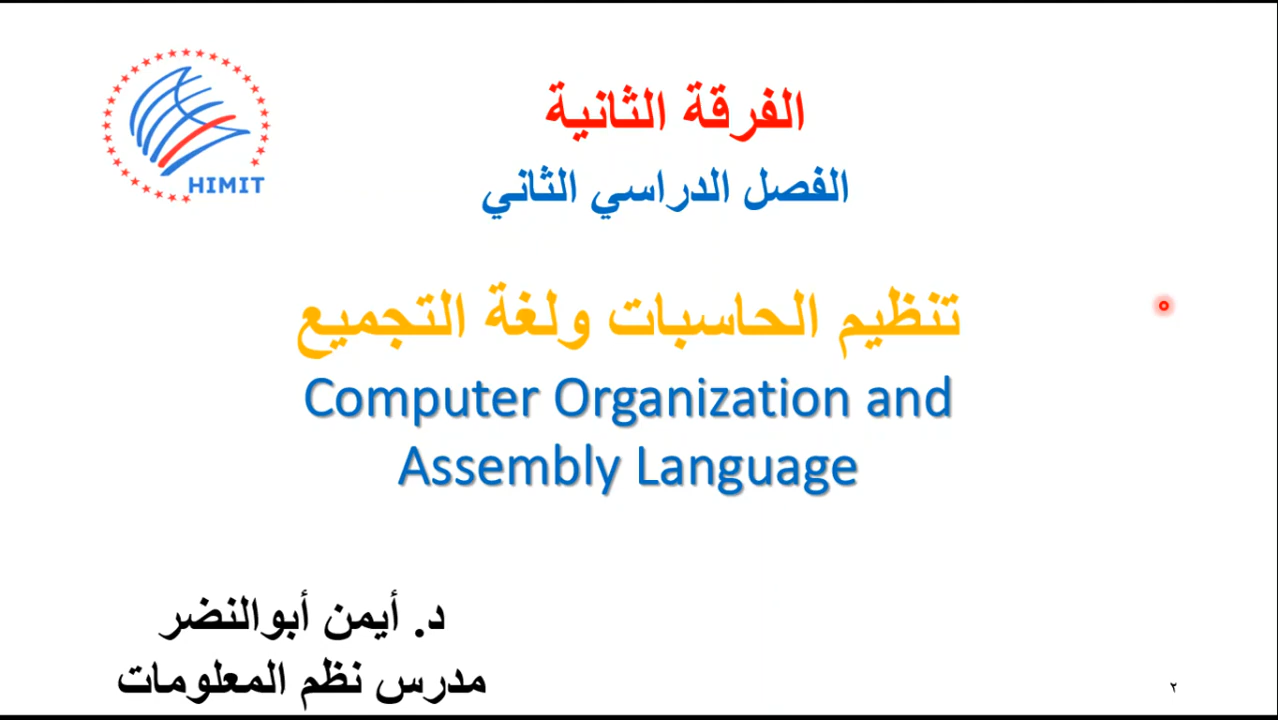 HIMIT
الفرقة الثانية
الفصل الدراسي الثاني
تنظيم الحاسبات ولغة التجميع
Computer Organization and
Assembly Language
د. أيمن أبوالنضر
مدرس نظم المعلومات
٢